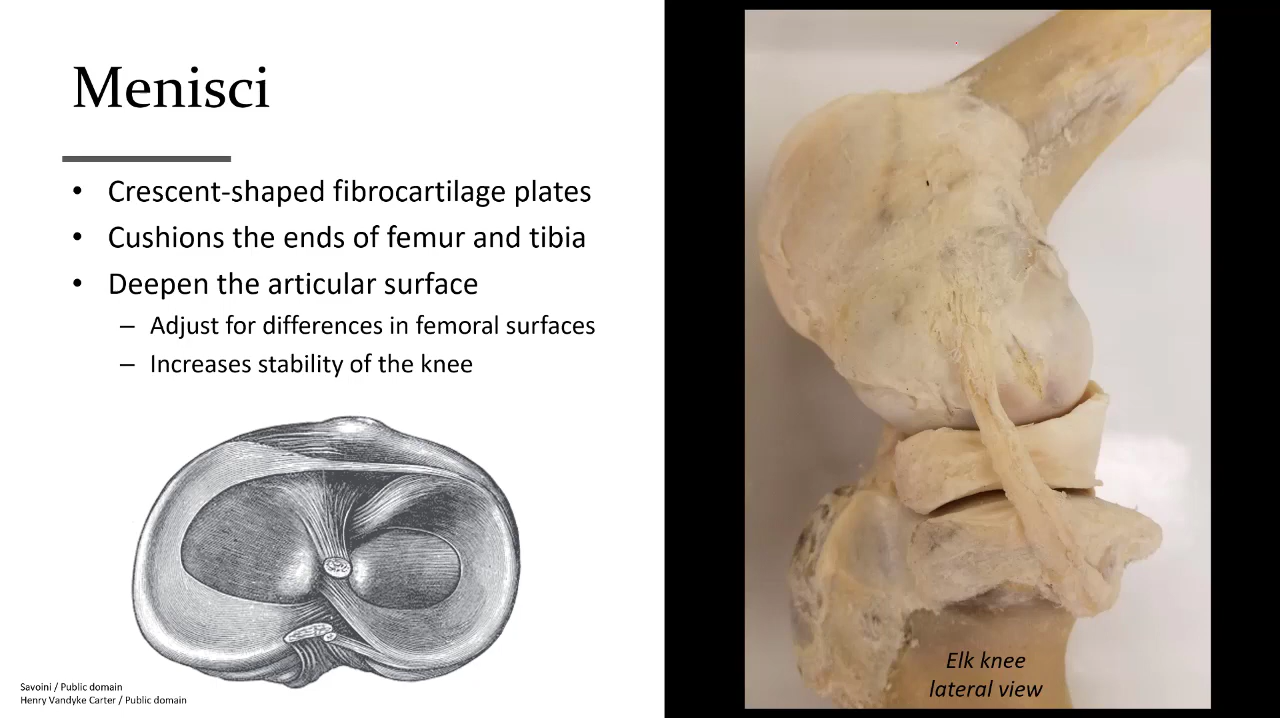 Menisci
• Crescent-shaped fibrocartilage plates
• Cushions the ends of femur and tibia
• Deepen the articular surface
– Adjust for differences in femoral surfaces
– Increases stability of the knee
Savoini / Public domain
Henry Vandyke Carter / Public domain
Elk knee
lateral view